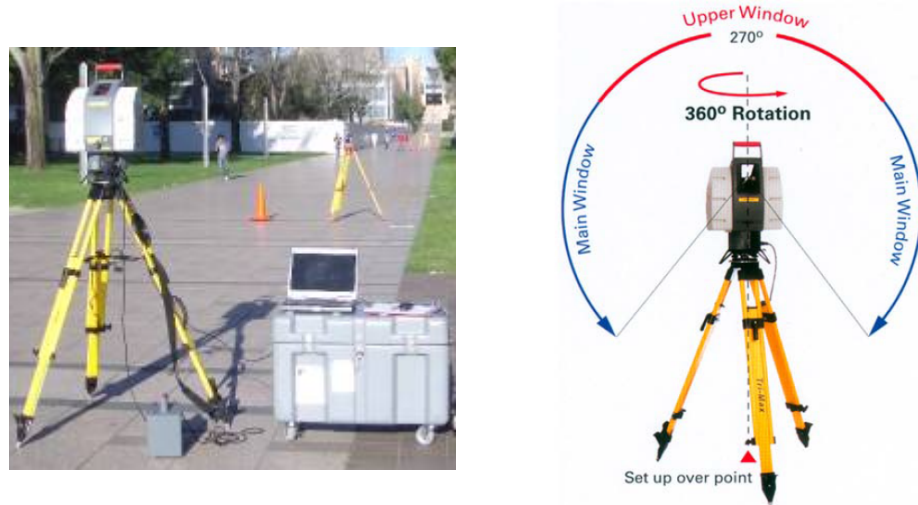 Upper Window
270º
360º Rotation
Main Window
Main Window
Tri-Max
Set up over point